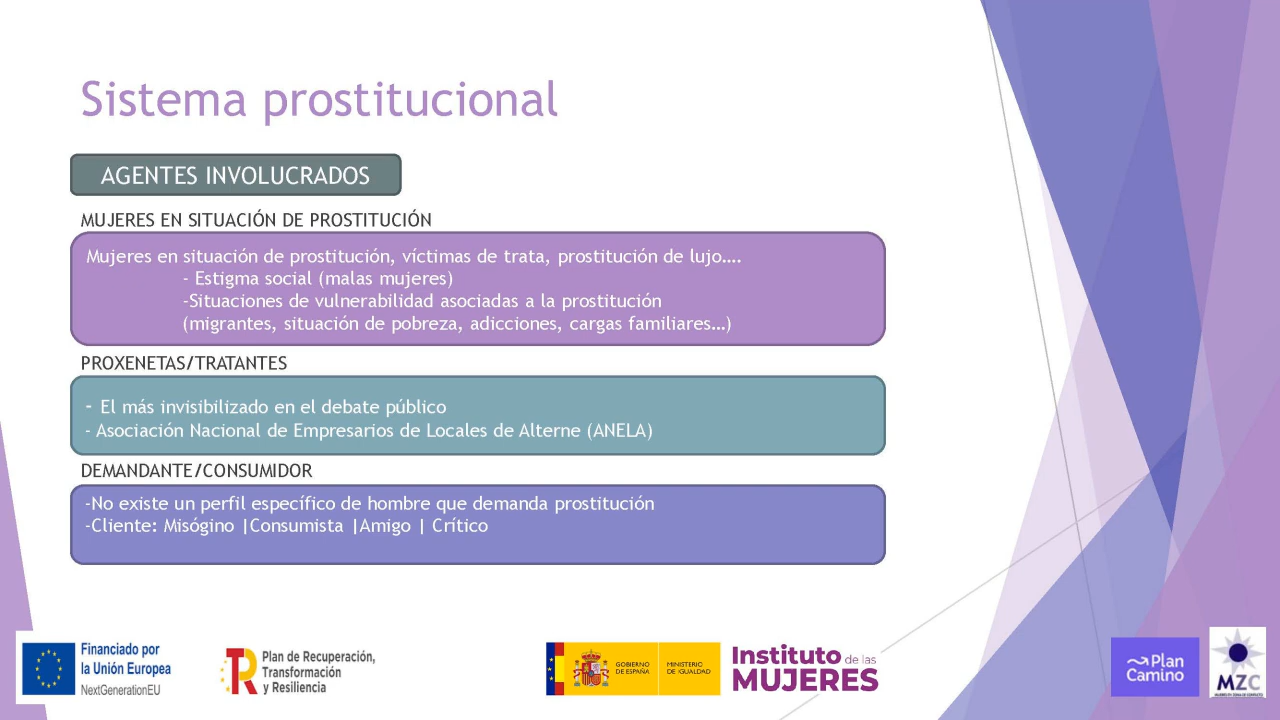 Sistema prostitucional
AGENTES INVOLUCRADOS
MUJERES EN SITUACIÓN DE PROSTITUCIÓN
Mujeres en situación de prostitución, víctimas de trata, prostitución de lujo….
- Estigma social (malas mujeres)
-Situaciones de vulnerabilidad asociadas a la prostitución
(migrantes, situación de pobreza, adicciones, cargas familiares…)
PROXENETAS/TRATANTES
- El más invisibilizado en el debate público
- Asociación Nacional de Empresarios de Locales de Alterne (ANELA)
DEMANDANTE/CONSUMIDOR
-No existe un perfil específico de hombre que demanda prostitución
-Cliente: Misógino |Consumista |Amigo | Crítico
Financiado por
la Unión Europea
NextGenerationEU
Plan de Recuperación,
Transformación
y Resiliencia
GOBIERNO
DE ESPAÑA
MINISTERIO
DE IGUALDAD
Instituto de las
MUJERES
Plan
Camino
MZC
MUJERES EN ZONA DE CONFLICTO